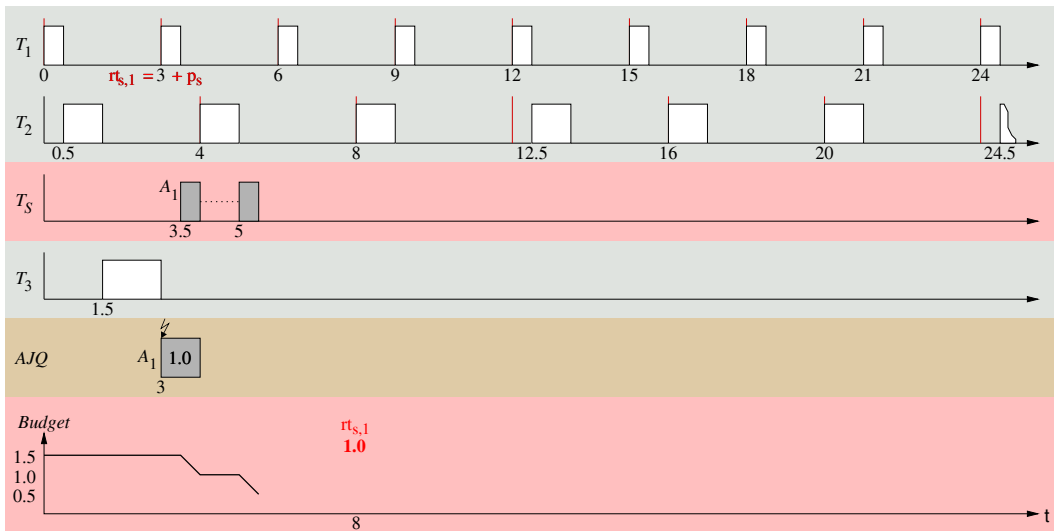 T1
0 3 6 9 12 15 18 21 24
rts,1 = 3 + ps
T2
0.5 4 8 12.5 16 20 24.5
TS
A1
3.5 5
T3
1.5
AJQ
A1 1.0
3
Budget
rts,1
1.0
1.5
1.0
0.5
8
t